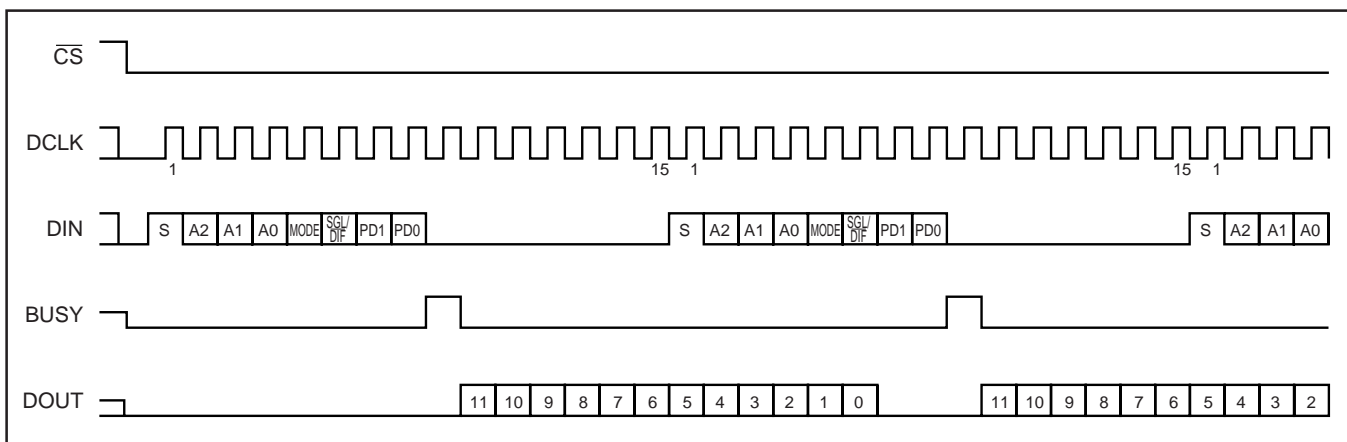 CS
DCLK
1 15 1 15 1
DIN
S A2 A1 A0 MODE SGL/DIF PD1 PD0 S A2 A1 A0 MODE SGL/DIF PD1 PD0 S A2 A1 A0
BUSY
DOUT
11 10 9 8 7 6 5 4 3 2 1 0 11 10 9 8 7 6 5 4 3 2